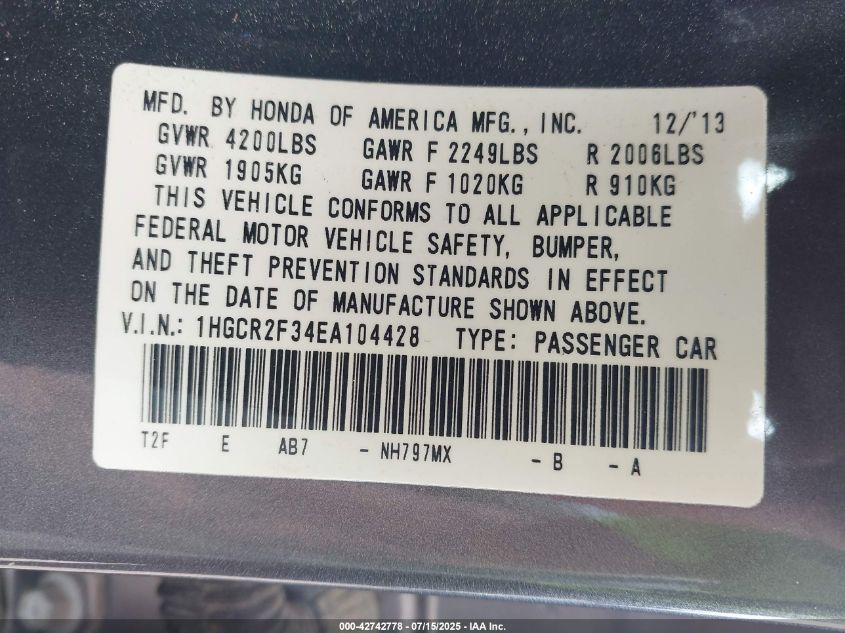 MFD. BY HONDA OF AMERICA MFG., INC. 12/'13
GVWR 4200LBS GAWR F 2249LBS R 2006LBS
GVWR 1905KG GAWR F 1020KG R 910KG
THIS VEHICLE CONFORMS TO ALL APPLICABLE
FEDERAL MOTOR VEHICLE SAFETY, BUMPER,
AND THEFT PREVENTION STANDARDS IN EFFECT
ON THE DATE OF MANUFACTURE SHOWN ABOVE.
V.I.N.: 1HGCR2F34EA104428 TYPE: PASSENGER CAR
T2F E AB7 - NH797MX - B - A
000-42742778 - 07/15/2025 - IAA Inc.